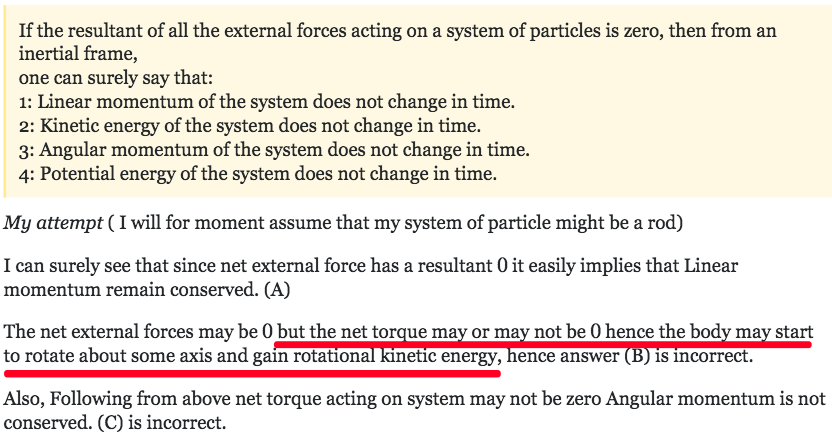 If the resultant of all the external forces acting on a system of particles is zero, then from an
inertial frame,
one can surely say that:
1: Linear momentum of the system does not change in time.
2: Kinetic energy of the system does not change in time.
3: Angular momentum of the system does not change in time.
4: Potential energy of the system does not change in time.
My attempt ( I will for moment assume that my system of particle might be a rod)
I can surely see that since net external force has a resultant 0 it easily implies that Linear
momentum remain conserved. (A)
The net external forces may be 0 but the net torque may or may not be 0 hence the body may start
to rotate about some axis and gain rotational kinetic energy, hence answer (B) is incorrect.
Also, Following from above net torque acting on system may not be zero Angular momentum is not
conserved. (C) is incorrect.